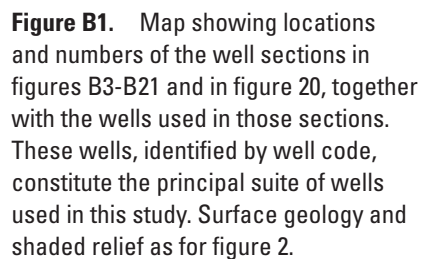 Figure B1. Map showing locations
and numbers of the well sections in
figures B3-B21 and in figure 20, together
with the wells used in those sections.
These wells, identified by well code,
constitute the principal suite of wells
used in this study. Surface geology and
shaded relief as for figure 2.